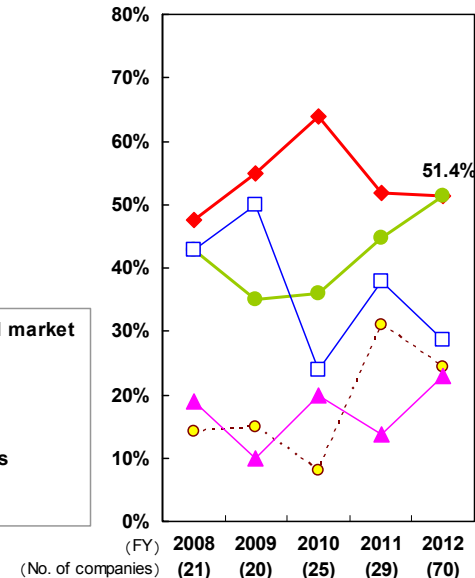 80%
70%
60%
51.4%
50%
40%
30%
market
20%
s
10%
0%
(FY) 2008 2009 2010 2011 2012
(No. of companies) (21) (20) (25) (29) (70)